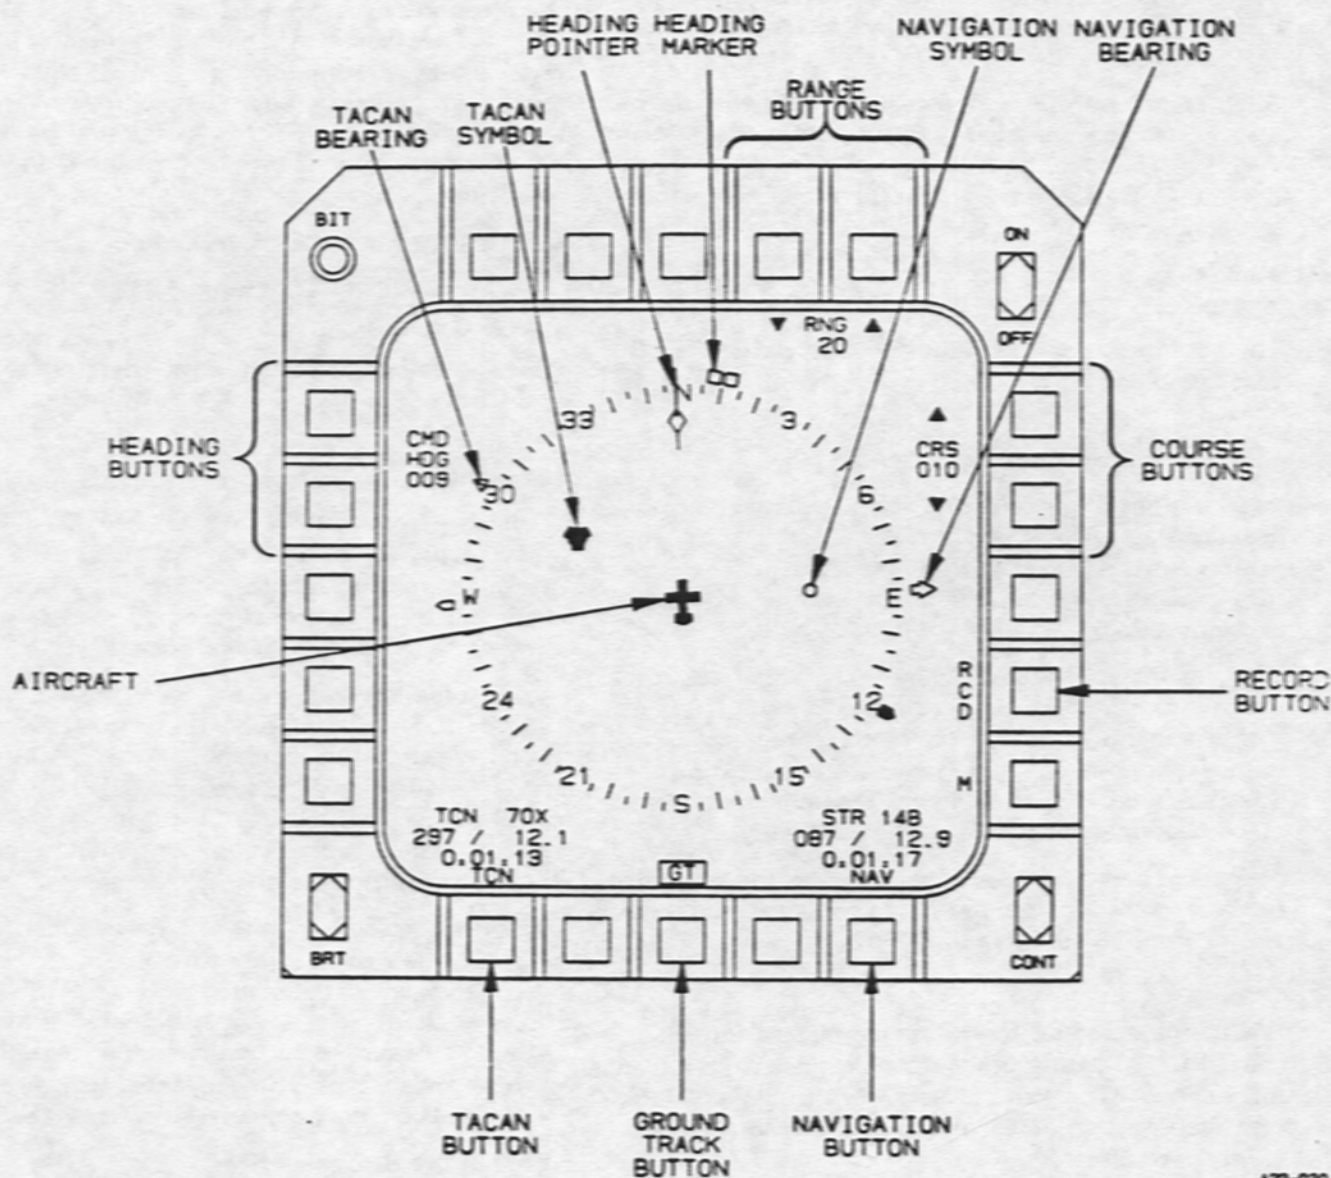 HEADING POINTER
HEADING MARKER
NAVIGATION SYMBOL
NAVIGATION BEARING
RANGE BUTTONS
TACAN BEARING
TACAN SYMBOL
BIT
ON
OFF
RNG
20
N
33
3
CMD
HDG
009
CRS
010
HEADING BUTTONS
COURSE BUTTONS
30
6
W
E
AIRCRAFT
R
C
D
RECORD BUTTON
24
12
21
15
S
M
TCN 70X
297 / 12.1
0.01.13
TCN
GT
STR 14B
087 / 12.9
0.01.17
NAV
BRT
CONT
TACAN BUTTON
GROUND TRACK BUTTON
NAVIGATION BUTTON